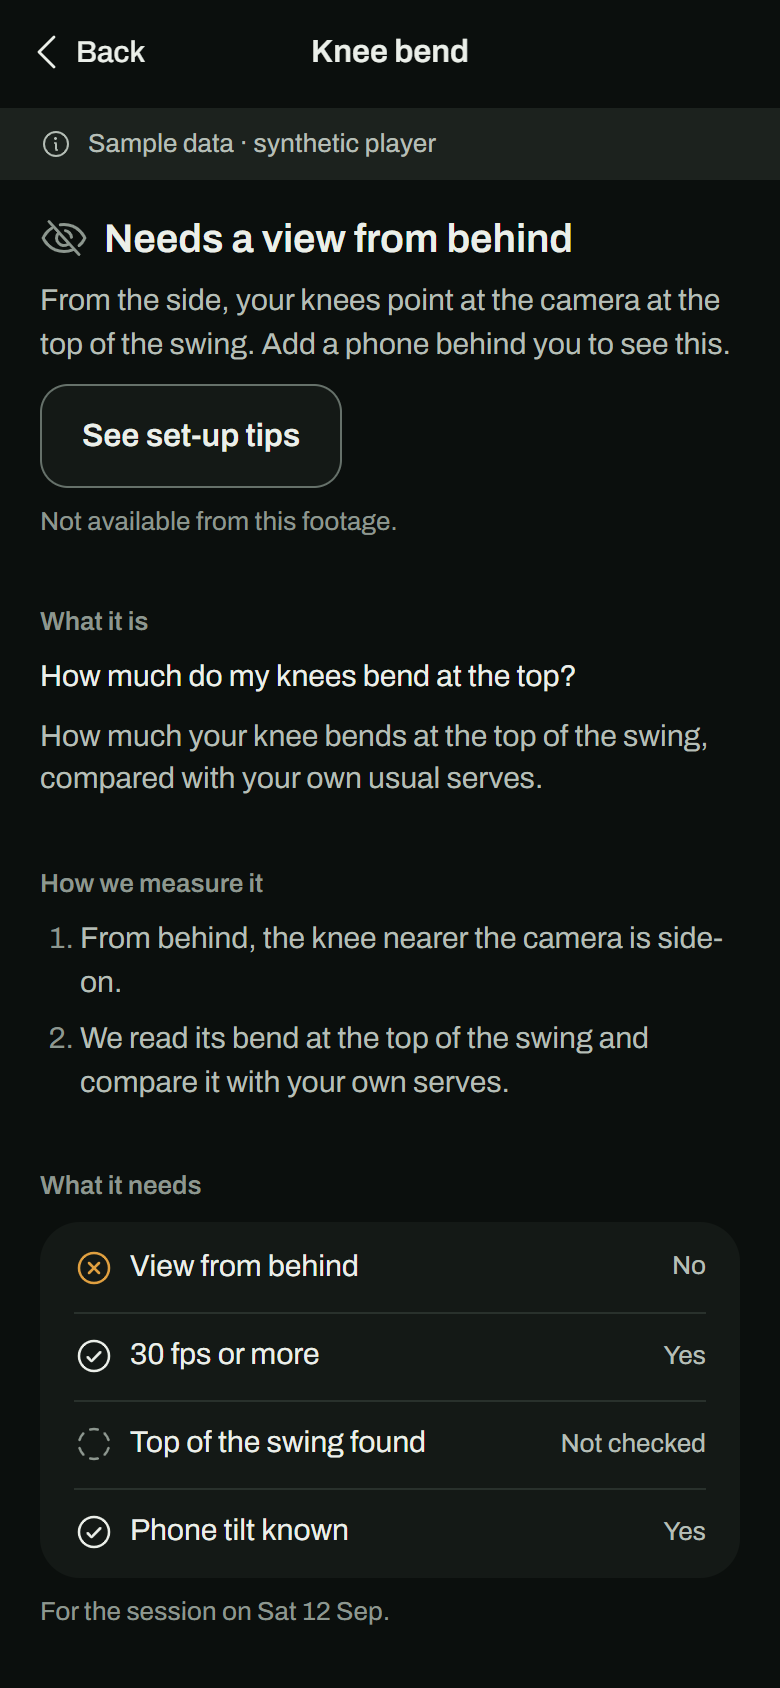 Back
Knee bend
Sample data · synthetic player
Needs a view from behind
From the side, your knees point at the camera at the
top of the swing. Add a phone behind you to see this.
See set-up tips
Not available from this footage.
What it is
How much do my knees bend at the top?
How much your knee bends at the top of the swing,
compared with your own usual serves.
How we measure it
1. From behind, the knee nearer the camera is side-
on.
2. We read its bend at the top of the swing and
compare it with your own serves.
What it needs
View from behind No
30 fps or more Yes
Top of the swing found Not checked
Phone tilt known Yes
For the session on Sat 12 Sep.